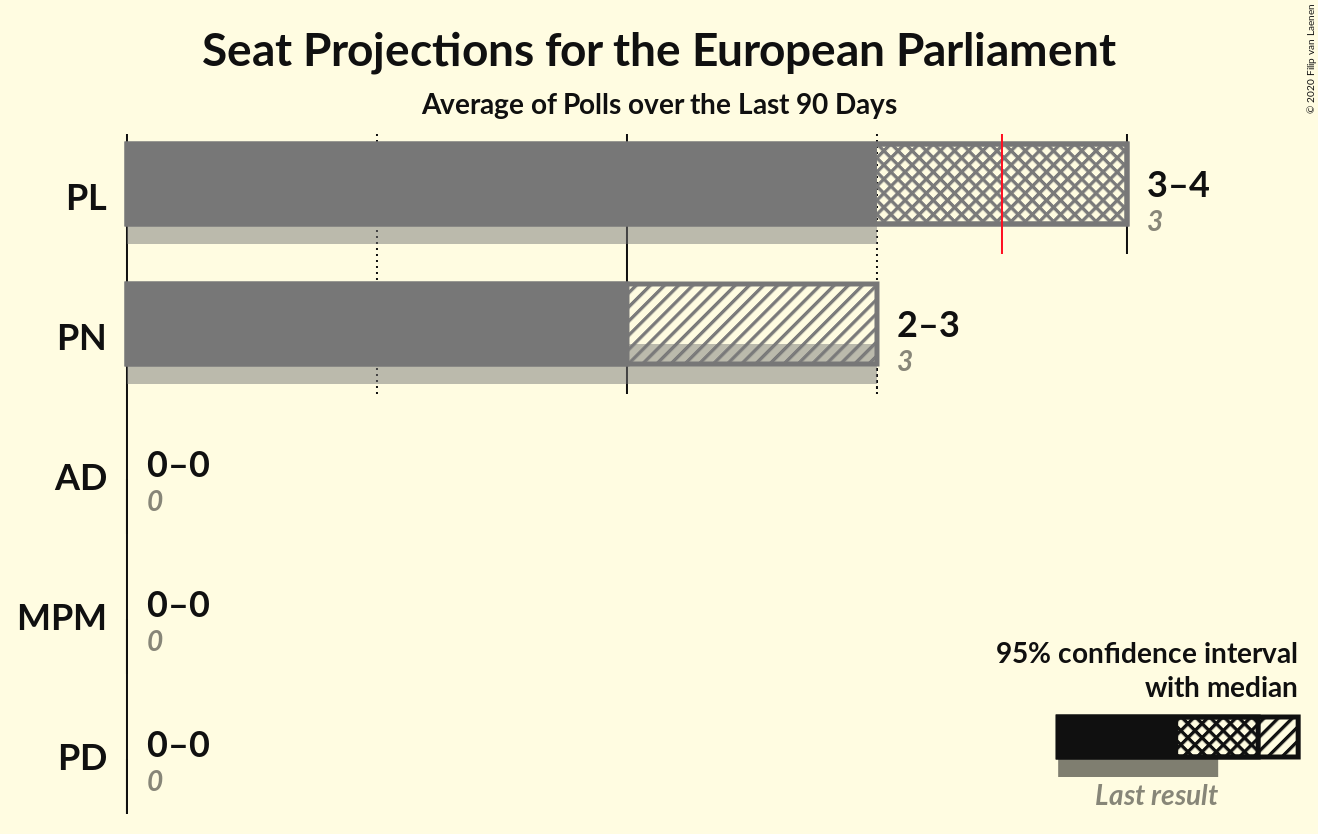 Seat Projections for the European Parliament
Average of Polls over the Last 90 Days
© 2020 Filip van Laenen
PL
3–4
3
PN
2–3
3
AD
0–0
0
MPM
0–0
0
PD
0–0
0
95% confidence interval
with median
Last result